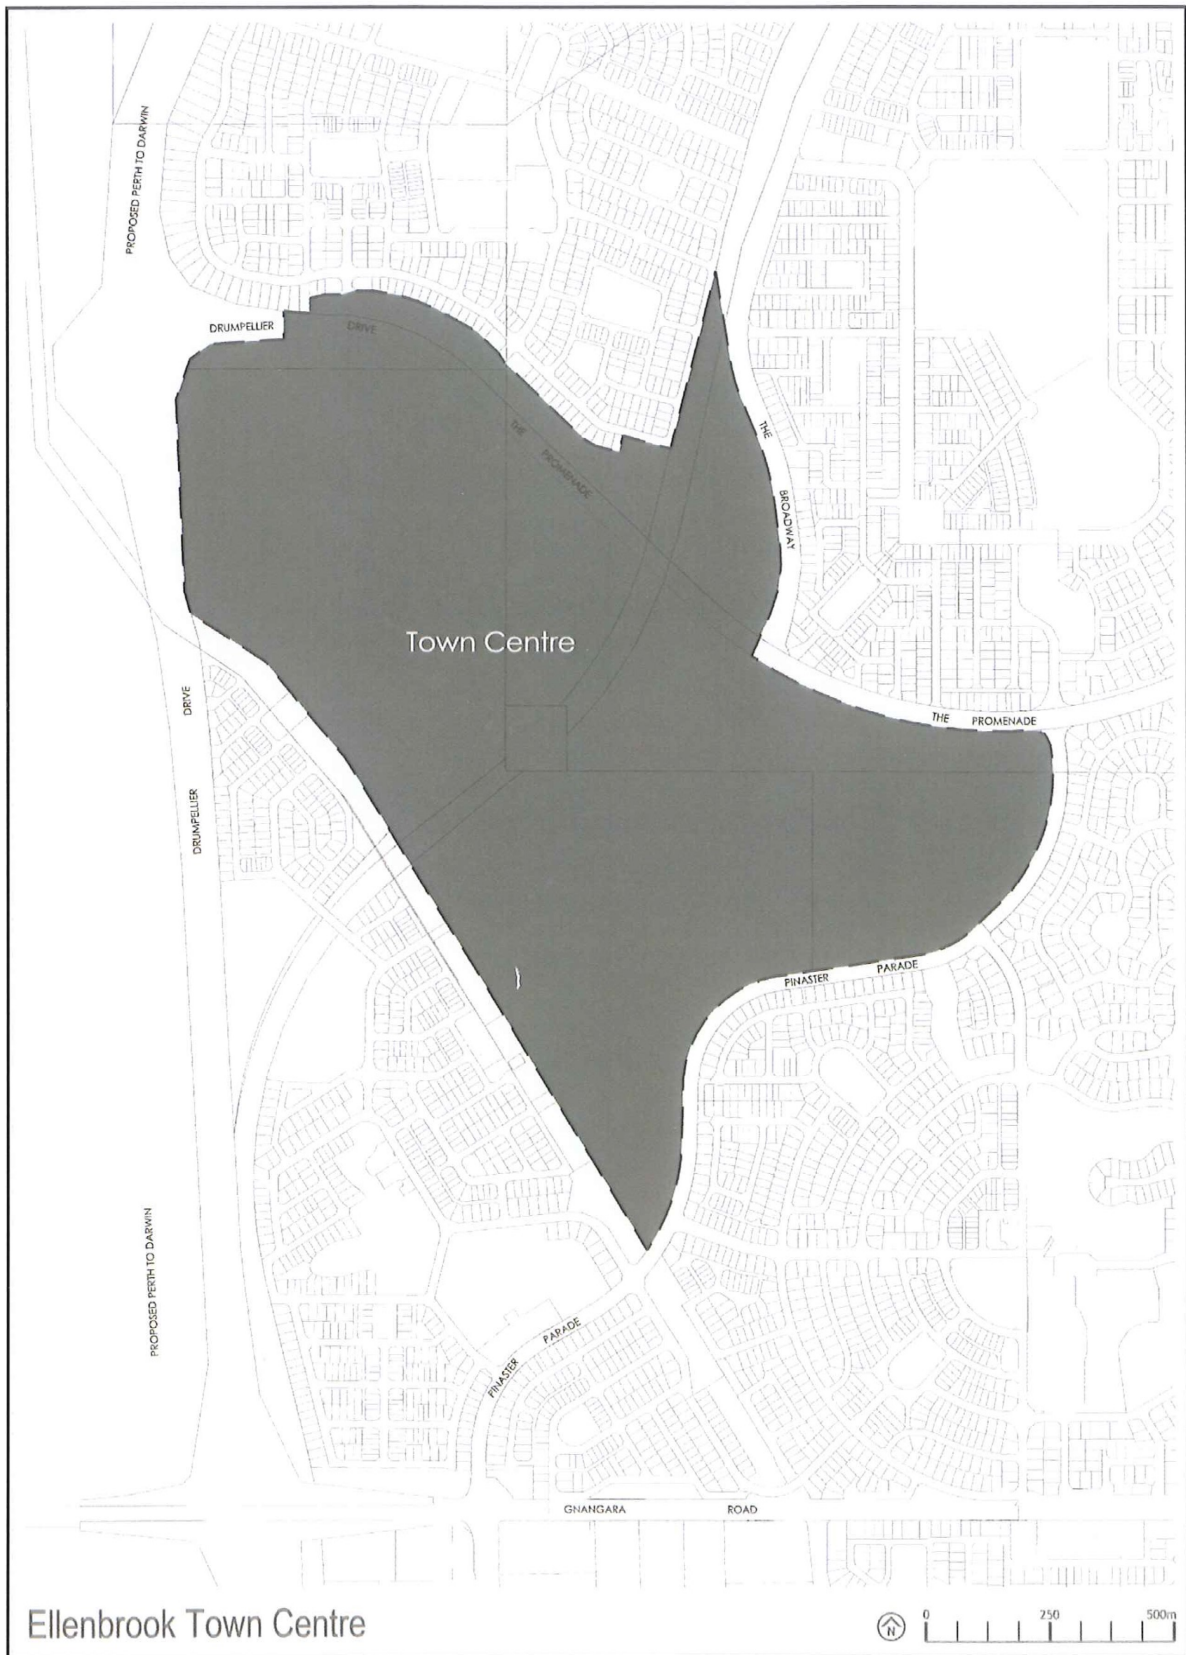 PROPOSED PERTH TO DARWIN
DRUMPELLIER
DRIVE
THE
PROMENADE
THE
BROADWAY
Town Centre
DRIVE
THE PROMENADE
DRUMPELLIER
PINASTER
PARADE
PROPOSED PERTH TO DARWIN
PARADE
PINASTER
GNANGARA ROAD
Ellenbrook Town Centre
N
0 250 500m